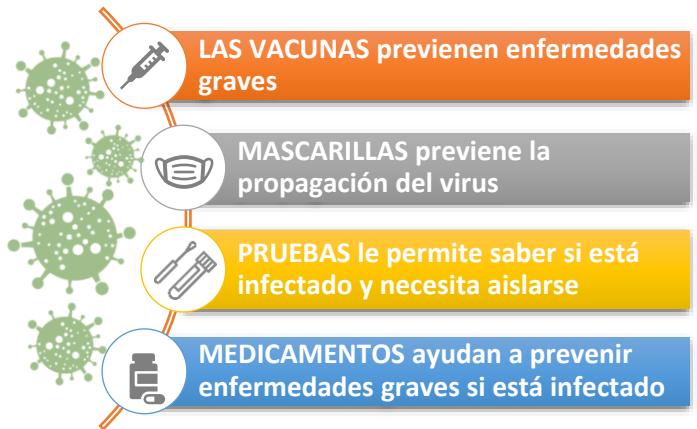 LAS VACUNAS previenen enfermedades
graves
MASCARILLAS previene la
propagación del virus
PRUEBAS le permite saber si está
infectado y necesita aislarse
MEDICAMENTOS ayudan a prevenir
enfermedades graves si está infectado